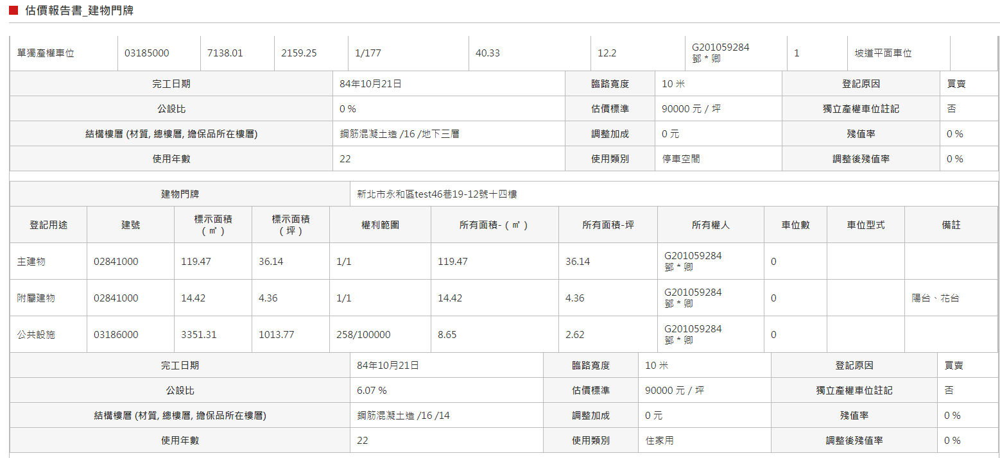 估價報告書_建物門牌
單獨產權車位 03185000 7138.01 2159.25 1/177 40.33 12.2 G201059284 1 坡道平面車位
鄧 * 卿
完工日期 84年10月21日 臨路寬度 10 米 登記原因 買賣
公設比 0 % 估價標準 90000 元 / 坪 獨立產權車位註記 否
結構樓層 (材質, 總樓層, 擔保品所在樓層) 鋼筋混凝土造 /16 /地下三層 調整加成 0 元 殘值率 0 %
使用年數 22 使用類別 停車空間 調整後殘值率 0 %
建物門牌 新北市永和區test46巷19-12號十四樓
登記用途 建號 標示面積 標示面積 權利範圍 所有面積- ( ㎡ ) 所有面積-坪 所有權人 車位數 車位型式 備註
( ㎡ ) ( 坪 )
主建物 02841000 119.47 36.14 1/1 119.47 36.14 G201059284 0
鄧 * 卿
附屬建物 02841000 14.42 4.36 1/1 14.42 4.36 G201059284 0 陽台、花台
鄧 * 卿
公共設施 03186000 3351.31 1013.77 258/100000 8.65 2.62 G201059284 0
鄧 * 卿
完工日期 84年10月21日 臨路寬度 10 米 登記原因 買賣
公設比 6.07 % 估價標準 90000 元 / 坪 獨立產權車位註記 否
結構樓層 (材質, 總樓層, 擔保品所在樓層) 鋼筋混凝土造 /16 /14 調整加成 0 元 殘值率 0 %
使用年數 22 使用類別 住家用 調整後殘值率 0 %